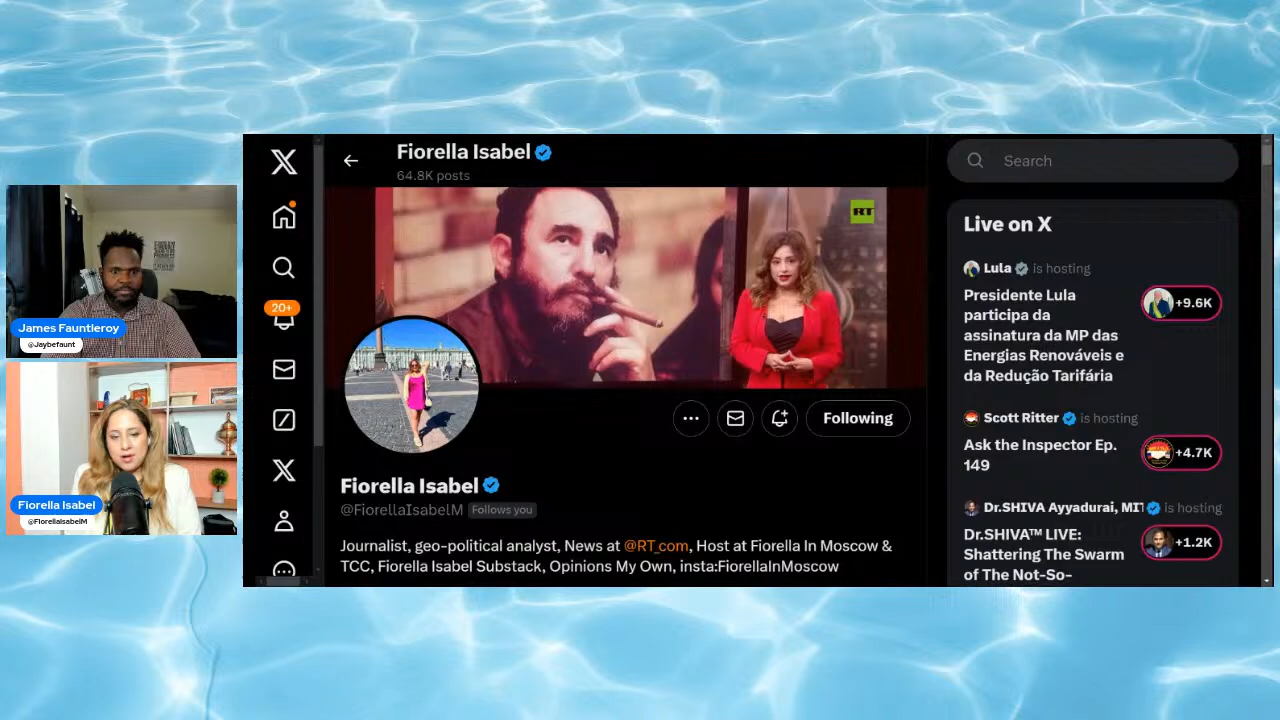 James Fauntleroy
@Jaybefaunt
Fiorella Isabel
@FiorellaIsabelM
20+
Fiorella Isabel
64.8K posts
RT
Following
Fiorella Isabel
@FiorellaIsabelM Follows you
Journalist, geo-political analyst, News at @RT_com, Host at Fiorella In Moscow &
TCC, Fiorella Isabel Substack, Opinions My Own, insta:FiorellaInMoscow
Search
Live on X
Lula is hosting
Presidente Lula
participa da
assinatura da MP das
Energias Renováveis e
da Redução Tarifária
+9.6K
Scott Ritter is hosting
Ask the Inspector Ep.
149
+4.7K
Dr.SHIVA Ayyadurai, MIT is hosting
Dr.SHIVA™ LIVE:
Shattering The Swarm
of The Not-So-
+1.2K